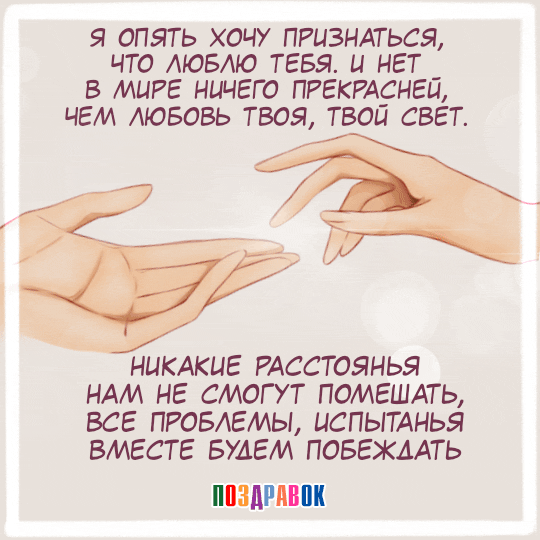 Я ОПЯТЬ ХОЧУ ПРИЗНАТЬСЯ,
ЧТО ЛЮБЛЮ ТЕБЯ. И НЕТ
В МИРЕ НИЧЕГО ПРЕКРАСНЕЙ,
ЧЕМ ЛЮБОВЬ ТВОЯ, ТВОЙ СВЕТ.
НИКАКИЕ РАССТОЯНЬЯ
НАМ НЕ СМОГУТ ПОМЕШАТЬ,
ВСЕ ПРОБЛЕМЫ, ИСПЫТАНЬЯ
ВМЕСТЕ БУДЕМ ПОБЕЖДАТЬ
ПОЗДРАВОК